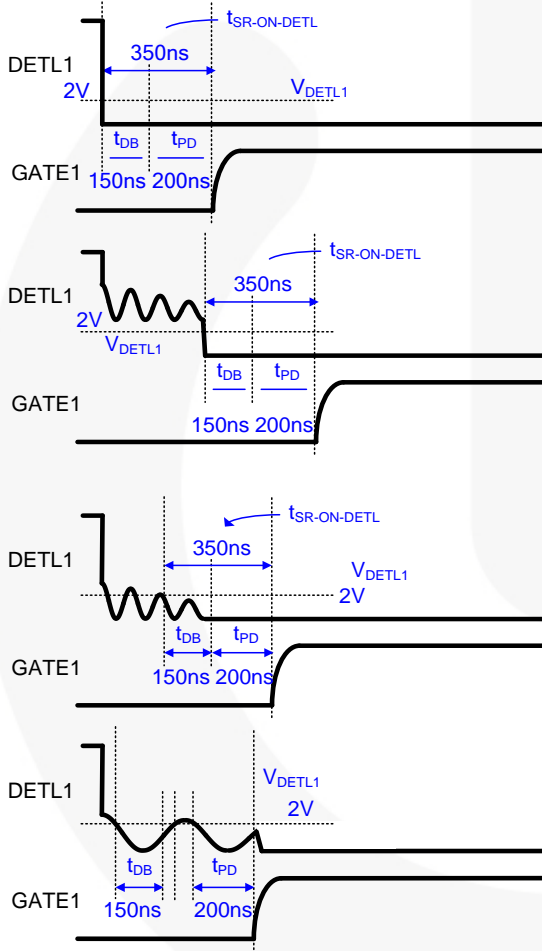 tSR-ON-DETL
350ns
DETL1
2V
VDETL1
tDB tPD
GATE1
150ns 200ns
tSR-ON-DETL
350ns
DETL1
2V
VDETL1
tDB tPD
GATE1
150ns 200ns
tSR-ON-DETL
350ns
DETL1
VDETL1
2V
tDB tPD
GATE1
150ns 200ns
DETL1
VDETL1
2V
tDB tPD
GATE1
150ns 200ns